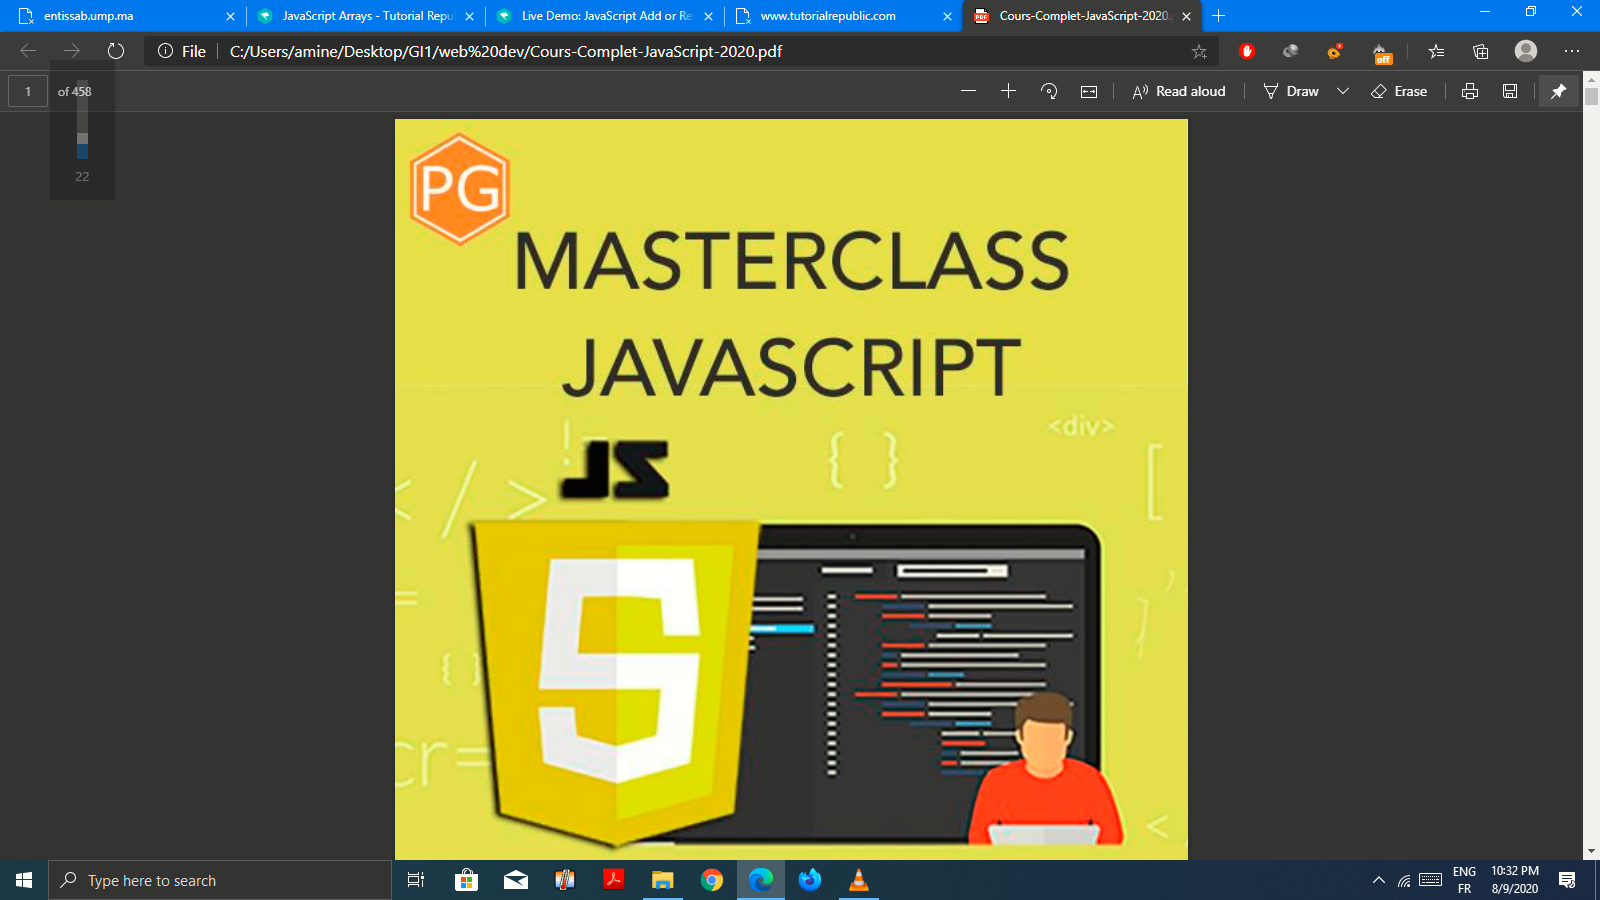 entissab.ump.ma
JavaScript Arrays - Tutorial Repu
Live Demo: JavaScript Add or Re
www.tutorialrepublic.com
Cours-Complet-JavaScript-2020.
File
C:/Users/amine/Desktop/GI1/web%20dev/Cours-Complet-JavaScript-2020.pdf
off
1 of 458
Read aloud
Draw
Erase
22
PG
MASTERCLASS
JAVASCRIPT
<div>
!
JS
{ }
[
</>
S
=
{ }
cr=
<
Type here to search
ENG
FR
10:32 PM
8/9/2020